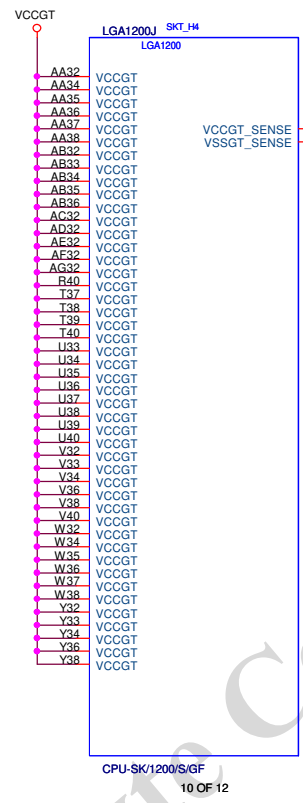 VCCGT
LGA1200J SKT_H4
LGA1200
AA32 VCCGT
AA34 VCCGT
AA35 VCCGT
AA36 VCCGT
AA37 VCCGT
AA38 VCCGT VCCGT_SENSE
AB32 VCCGT VSSGT_SENSE
AB33 VCCGT
AB34 VCCGT
AB35 VCCGT
AB36 VCCGT
AC32 VCCGT
AD32 VCCGT
AE32 VCCGT
AF32 VCCGT
AG32 VCCGT
R40 VCCGT
T37 VCCGT
T38 VCCGT
T39 VCCGT
T40 VCCGT
U33 VCCGT
U34 VCCGT
U35 VCCGT
U36 VCCGT
U37 VCCGT
U38 VCCGT
U39 VCCGT
U40 VCCGT
V32 VCCGT
V33 VCCGT
V34 VCCGT
V36 VCCGT
V38 VCCGT
V40 VCCGT
W32 VCCGT
W34 VCCGT
W35 VCCGT
W36 VCCGT
W37 VCCGT
W38 VCCGT
Y32 VCCGT
Y33 VCCGT
Y34 VCCGT
Y36 VCCGT
Y38 VCCGT
CPU-SK/1200/S/GF
10 OF 12